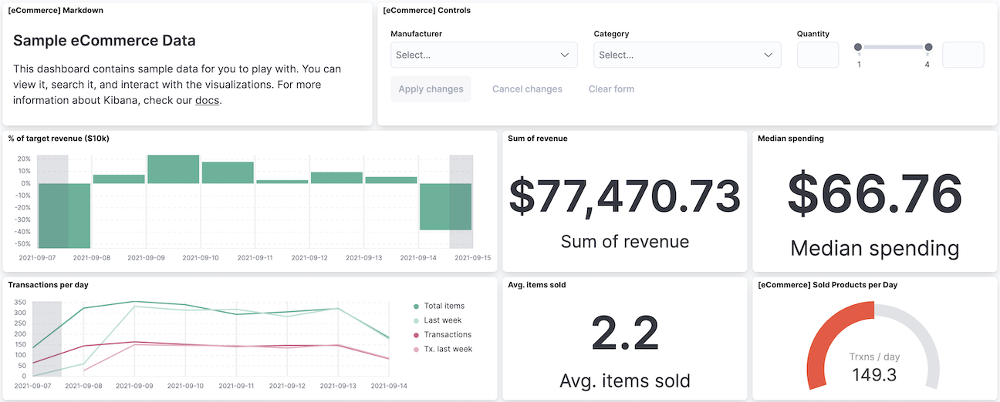 [eCommerce] Markdown
Sample eCommerce Data
This dashboard contains sample data for you to play with. You can
view it, search it, and interact with the visualizations. For more
information about Kibana, check our docs.
[eCommerce] Controls
Manufacturer
Select...
Category
Select...
Quantity
1
4
Apply changes
Cancel changes
Clear form
% of target revenue ($10k)
20%
10%
0%
-10%
-20%
-30%
-40%
-50%
2021-09-07 2021-09-08 2021-09-09 2021-09-10 2021-09-11 2021-09-12 2021-09-13 2021-09-14 2021-09-15
Sum of revenue
$77,470.73
Sum of revenue
Median spending
$66.76
Median spending
Transactions per day
350
300
250
200
150
100
50
0
2021-09-07 2021-09-08 2021-09-09 2021-09-10 2021-09-11 2021-09-12 2021-09-13 2021-09-14
Total items
Last week
Transactions
Tx. last week
Avg. items sold
2.2
Avg. items sold
[eCommerce] Sold Products per Day
Trxns / day
149.3